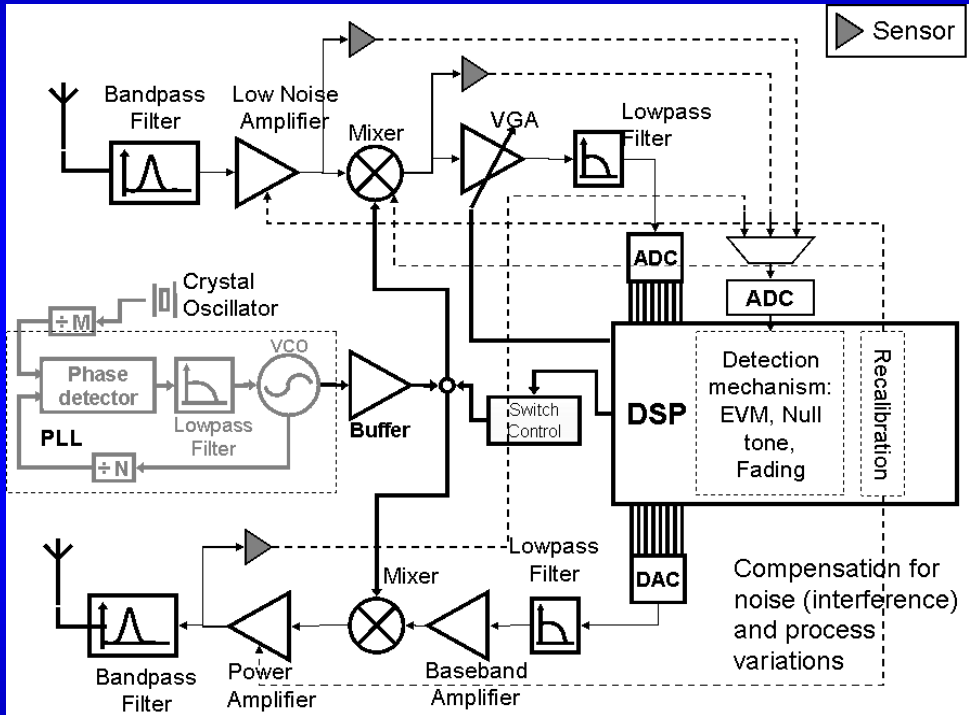 Sensor
Bandpass
Filter
Low Noise
Amplifier
Mixer
VGA
Lowpass
Filter
ADC
ADC
Crystal
Oscillator
÷ M
Phase
detector
Lowpass
Filter
VCO
PLL
÷ N
Buffer
Switch
Control
DSP
Detection
mechanism:
EVM, Null
tone,
Fading
Recalibration
Bandpass
Filter
Power
Amplifier
Mixer
Baseband
Amplifier
Lowpass
Filter
DAC
Compensation for
noise (interference)
and process
variations